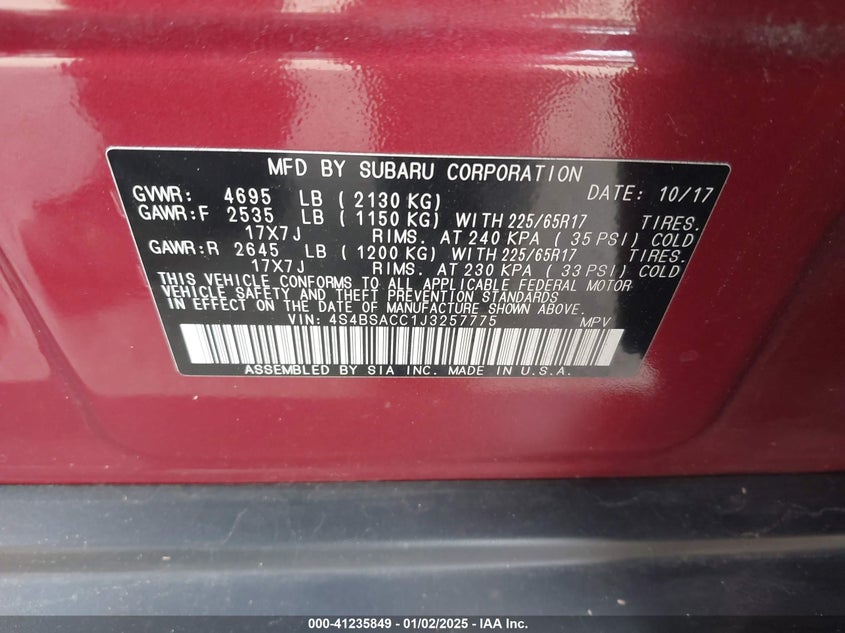 MFD BY SUBARU CORPORATION
GVWR: 4695 LB ( 2130 KG) DATE: 10/17
GAWR:F 2535 LB ( 1150 KG) WITH 225/65R17 TIRES.
17X7J RIMS. AT 240 KPA ( 35 PSI) COLD
GAWR:R 2645 LB ( 1200 KG) WITH 225/65R17 TIRES.
17X7J RIMS. AT 230 KPA ( 33 PSI) COLD
THIS VEHICLE CONFORMS TO ALL APPLICABLE FEDERAL MOTOR
VEHICLE SAFETY AND THEFT PREVENTION STANDARDS
IN EFFECT ON THE DATE OF MANUFACTURE SHOWN ABOVE.
VIN: 4S4BSACC1J3257775 MPV
ASSEMBLED BY SIA INC. MADE IN U.S.A.
000-41235849 - 01/02/2025 - © IAA Inc.